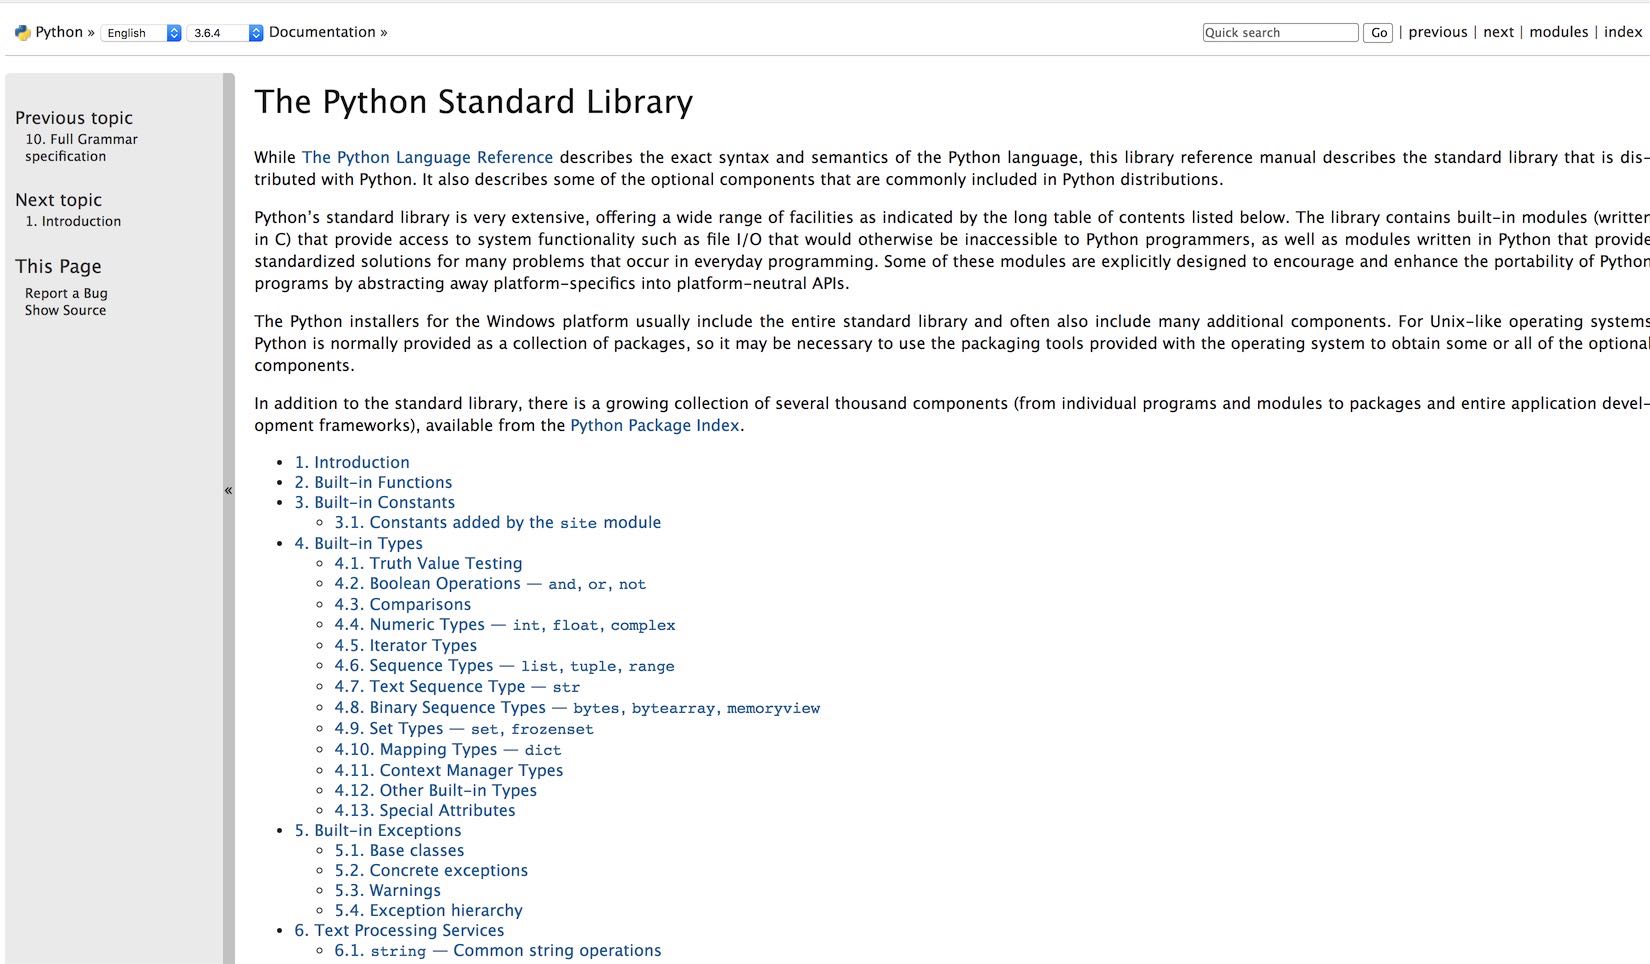 Python » English 3.6.4 Documentation » Quick search Go | previous | next | modules | index
Previous topic
10. Full Grammar
specification
Next topic
1. Introduction
This Page
Report a Bug
Show Source
«
The Python Standard Library
While The Python Language Reference describes the exact syntax and semantics of the Python language, this library reference manual describes the standard library that is dis-
tributed with Python. It also describes some of the optional components that are commonly included in Python distributions.
Python's standard library is very extensive, offering a wide range of facilities as indicated by the long table of contents listed below. The library contains built-in modules (written
in C) that provide access to system functionality such as file I/O that would otherwise be inaccessible to Python programmers, as well as modules written in Python that provide
standardized solutions for many problems that occur in everyday programming. Some of these modules are explicitly designed to encourage and enhance the portability of Python
programs by abstracting away platform-specifics into platform-neutral APIs.
The Python installers for the Windows platform usually include the entire standard library and often also include many additional components. For Unix-like operating systems
Python is normally provided as a collection of packages, so it may be necessary to use the packaging tools provided with the operating system to obtain some or all of the optional
components.
In addition to the standard library, there is a growing collection of several thousand components (from individual programs and modules to packages and entire application devel-
opment frameworks), available from the Python Package Index.
• 1. Introduction
• 2. Built-in Functions
• 3. Built-in Constants
◦ 3.1. Constants added by the site module
• 4. Built-in Types
◦ 4.1. Truth Value Testing
◦ 4.2. Boolean Operations — and, or, not
◦ 4.3. Comparisons
◦ 4.4. Numeric Types — int, float, complex
◦ 4.5. Iterator Types
◦ 4.6. Sequence Types — list, tuple, range
◦ 4.7. Text Sequence Type — str
◦ 4.8. Binary Sequence Types — bytes, bytearray, memoryview
◦ 4.9. Set Types — set, frozenset
◦ 4.10. Mapping Types — dict
◦ 4.11. Context Manager Types
◦ 4.12. Other Built-in Types
◦ 4.13. Special Attributes
• 5. Built-in Exceptions
◦ 5.1. Base classes
◦ 5.2. Concrete exceptions
◦ 5.3. Warnings
◦ 5.4. Exception hierarchy
• 6. Text Processing Services
◦ 6.1. string — Common string operations